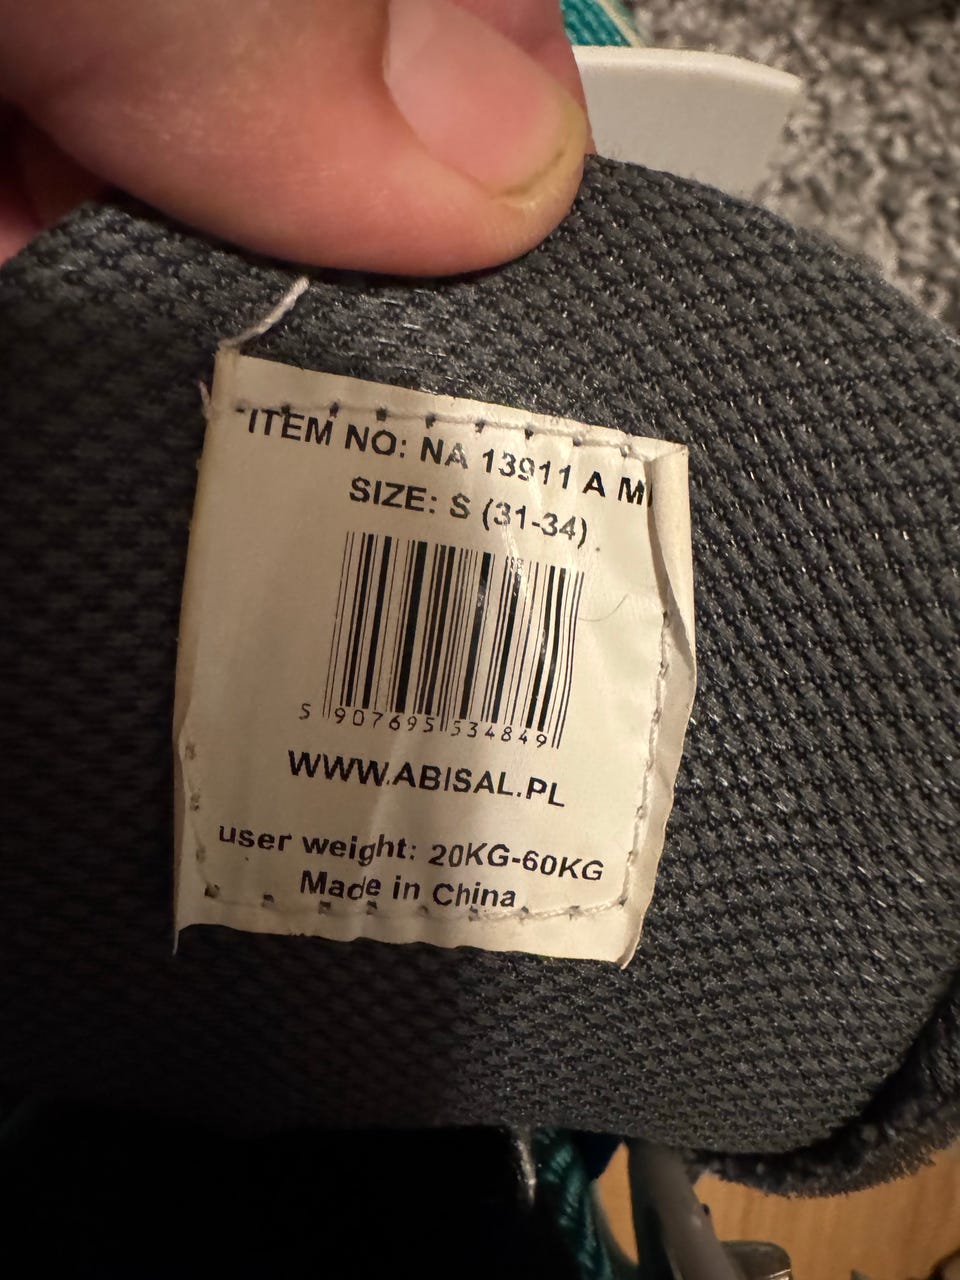 ITEM NO: NA 13911 A
SIZE: S (31-34)
5 907695 534849
WWW.ABISAL.PL
user weight: 20KG-60KG
Made in China